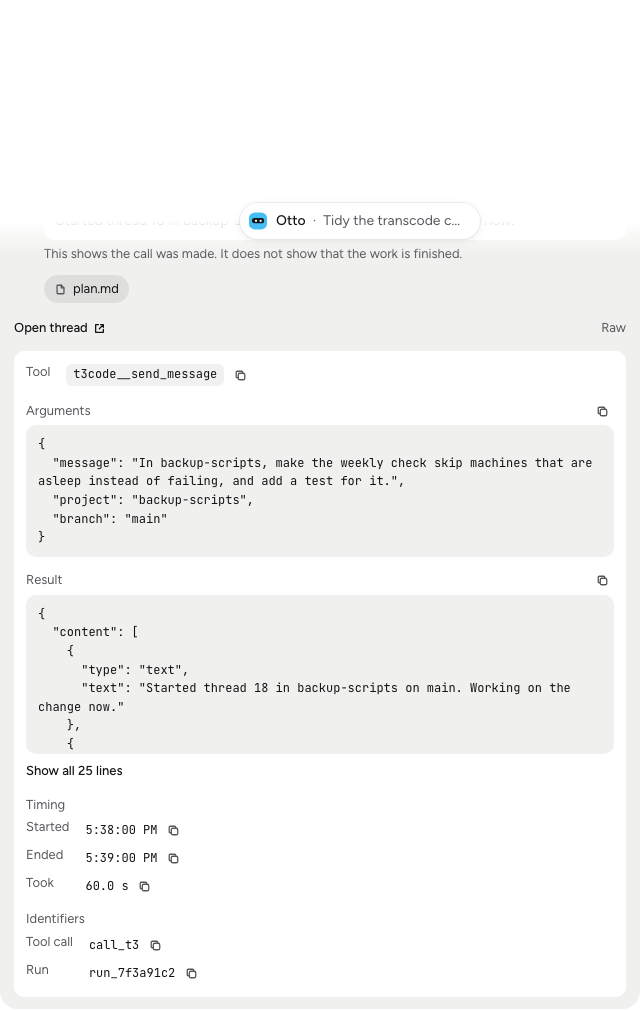 Otto · Tidy the transcode c...
This shows the call was made. It does not show that the work is finished.
plan.md
Open thread
Raw
Tool t3code__send_message
Arguments
{
"message": "In backup-scripts, make the weekly check skip machines that are
asleep instead of failing, and add a test for it.",
"project": "backup-scripts",
"branch": "main"
}
Result
{
"content": [
{
"type": "text",
"text": "Started thread 18 in backup-scripts on main. Working on the
change now."
},
{
Show all 25 lines
Timing
Started 5:38:00 PM
Ended 5:39:00 PM
Took 60.0 s
Identifiers
Tool call call_t3
Run run_7f3a91c2